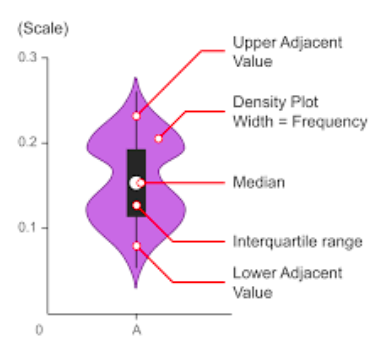 (Scale)
0.3
0.2
0.1
0
A
Upper Adjacent
Value
Density Plot
Width = Frequency
Median
Interquartile range
Lower Adjacent
Value